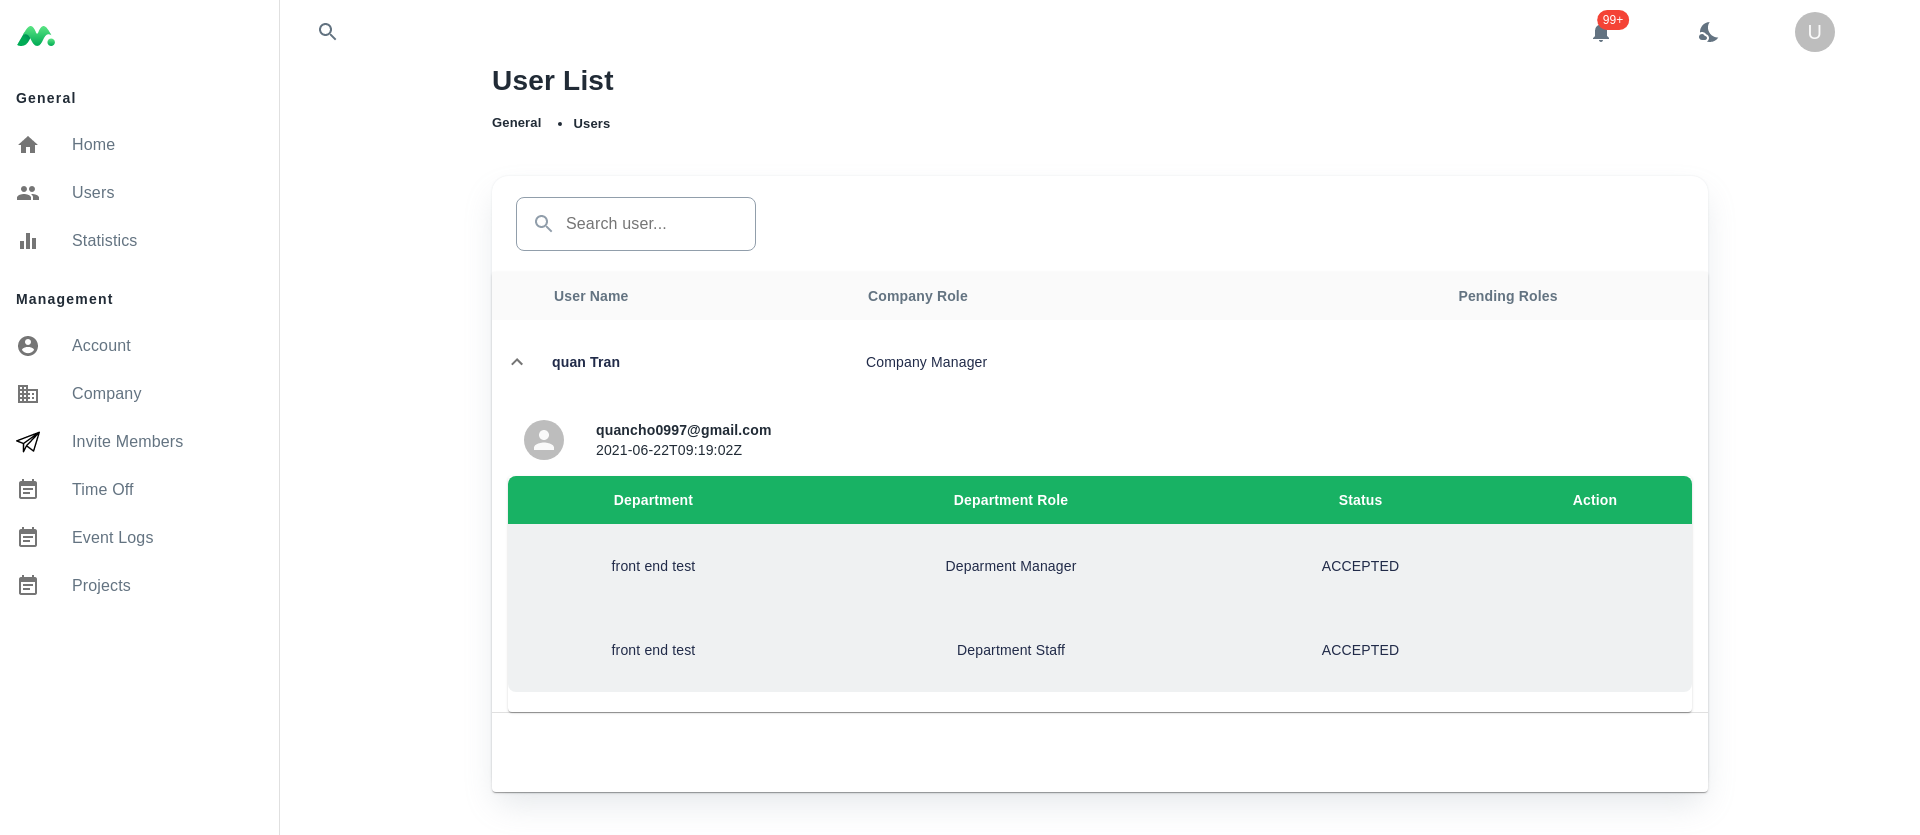 General
Home
Users
Statistics
Management
Account
Company
Invite Members
Time Off
Event Logs
Projects
99+
U
User List
General • Users
Search user...
User Name Company Role Pending Roles
quan Tran Company Manager
quancho0997@gmail.com
2021-06-22T09:19:02Z
Department Department Role Status Action
front end test Deparment Manager ACCEPTED
front end test Department Staff ACCEPTED